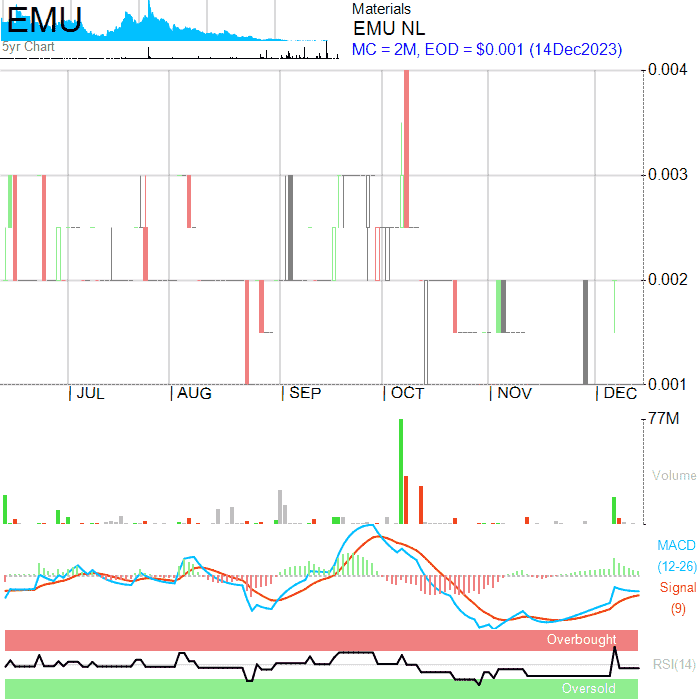 EMU
5yr Chart
Materials
EMU NL
MC = 2M, EOD = $0.001 (14Dec2023)
0.004
0.003
0.002
0.001
JUL AUG SEP OCT NOV DEC
77M
Volume
MACD
(12-26)
Signal
(9)
Overbought
RSI(14)
Oversold